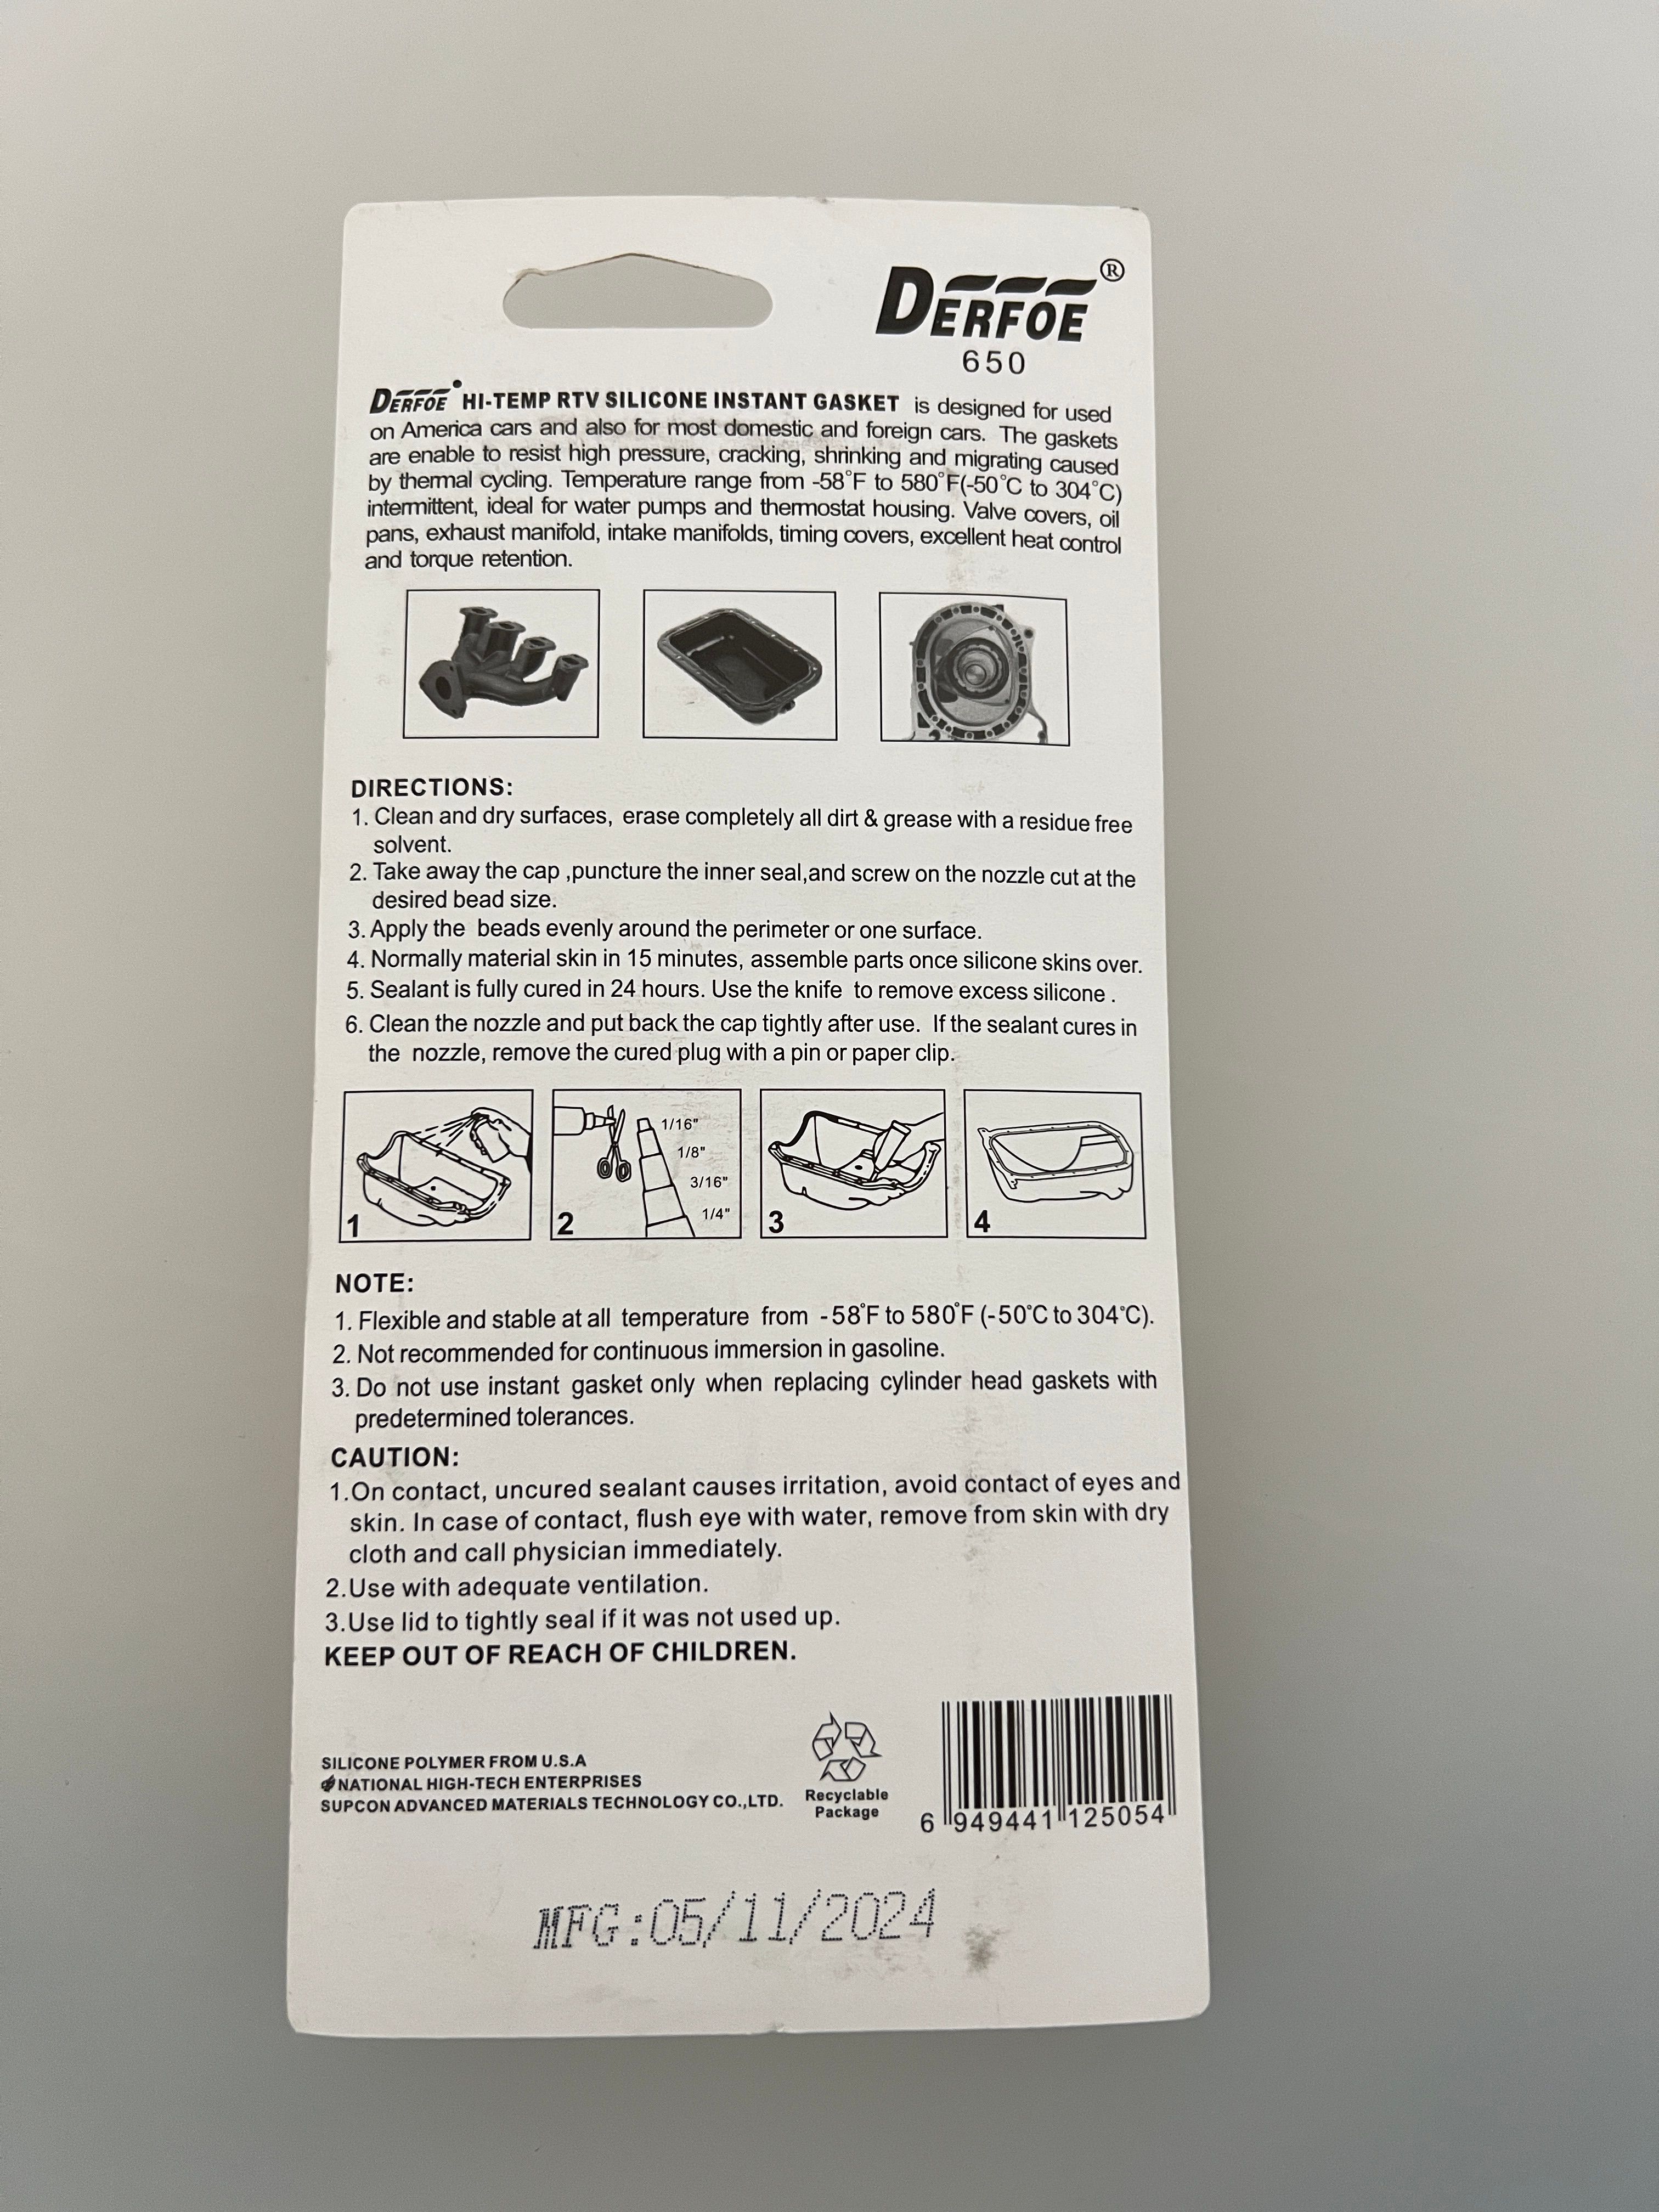 DERFOE®
650
DERFOE HI-TEMP RTV SILICONE INSTANT GASKET is designed for used
on America cars and also for most domestic and foreign cars. The gaskets
are enable to resist high pressure, cracking, shrinking and migrating caused
by thermal cycling. Temperature range from -58°F to 580°F(-50°C to 304°C)
intermittent, ideal for water pumps and thermostat housing. Valve covers, oil
pans, exhaust manifold, intake manifolds, timing covers, excellent heat control
and torque retention.
DIRECTIONS:
1. Clean and dry surfaces, erase completely all dirt & grease with a residue free
solvent.
2. Take away the cap ,puncture the inner seal,and screw on the nozzle cut at the
desired bead size.
3. Apply the beads evenly around the perimeter or one surface.
4. Normally material skin in 15 minutes, assemble parts once silicone skins over.
5. Sealant is fully cured in 24 hours. Use the knife to remove excess silicone .
6. Clean the nozzle and put back the cap tightly after use. If the sealant cures in
the nozzle, remove the cured plug with a pin or paper clip.
1
2
1/16"
1/8"
3/16"
1/4"
3
4
NOTE:
1. Flexible and stable at all temperature from -58°F to 580°F (-50°C to 304°C).
2. Not recommended for continuous immersion in gasoline.
3. Do not use instant gasket only when replacing cylinder head gaskets with
predetermined tolerances.
CAUTION:
1.On contact, uncured sealant causes irritation, avoid contact of eyes and
skin. In case of contact, flush eye with water, remove from skin with dry
cloth and call physician immediately.
2.Use with adequate ventilation.
3.Use lid to tightly seal if it was not used up.
KEEP OUT OF REACH OF CHILDREN.
SILICONE POLYMER FROM U.S.A
NATIONAL HIGH-TECH ENTERPRISES
SUPCON ADVANCED MATERIALS TECHNOLOGY CO.,LTD.
Recyclable
Package
6 949441 125054
MFG:05/11/2024